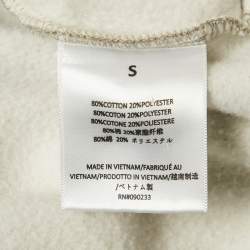 S
80%COTTON 20%POLYESTER
80%COTTON 20%POLYESTER
80%COTONE 20%POLIESTERE
80%棉 20%聚酯纤维
80%綿 20% ポリエステル
MADE IN VIETNAM/FABRIQUÉ AU
VIETNAM/PRODOTTO IN VIETNAM/越南制造
/ベトナム製
RN#090233